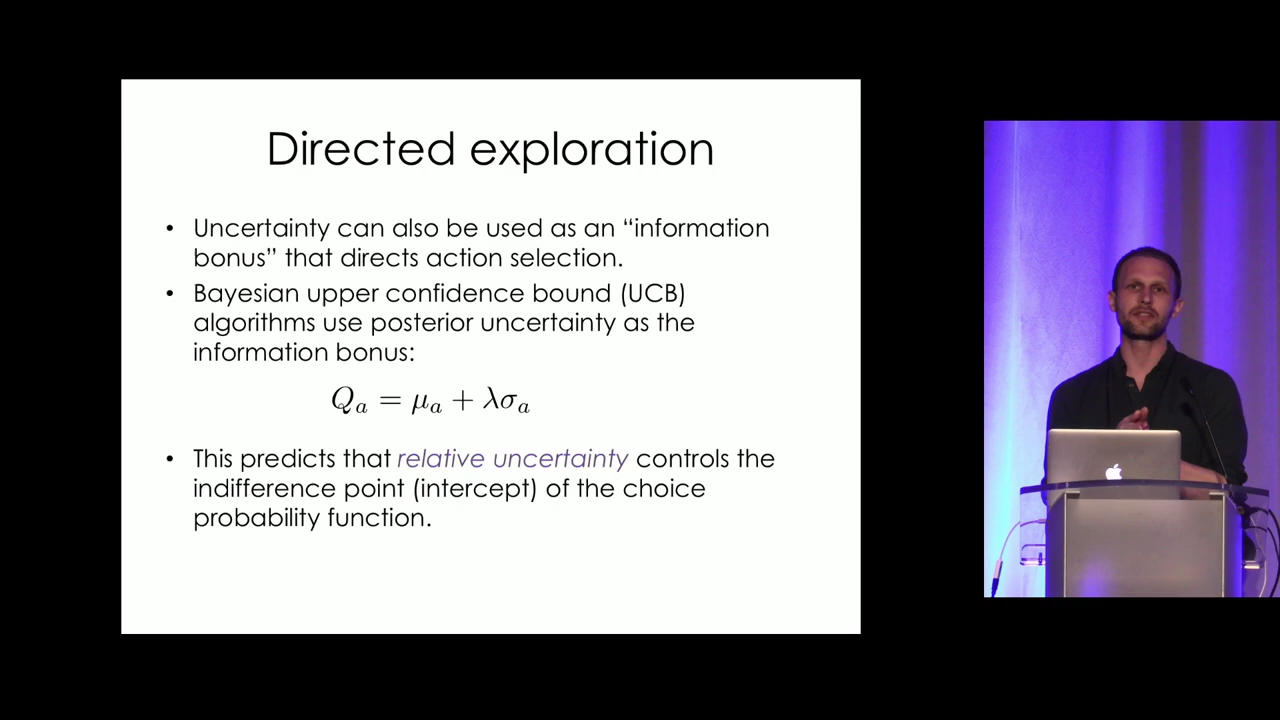 Directed exploration
• Uncertainty can also be used as an “information
bonus” that directs action selection.
• Bayesian upper confidence bound (UCB)
algorithms use posterior uncertainty as the
information bonus:
Qₐ = μₐ + λσₐ
• This predicts that relative uncertainty controls the
indifference point (intercept) of the choice
probability function.